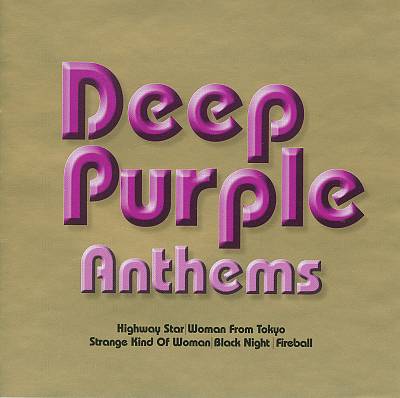 Deep
Purple
Anthems
Highway Star|Woman From Tokyo
Strange Kind Of Woman|Black Night|Fireball